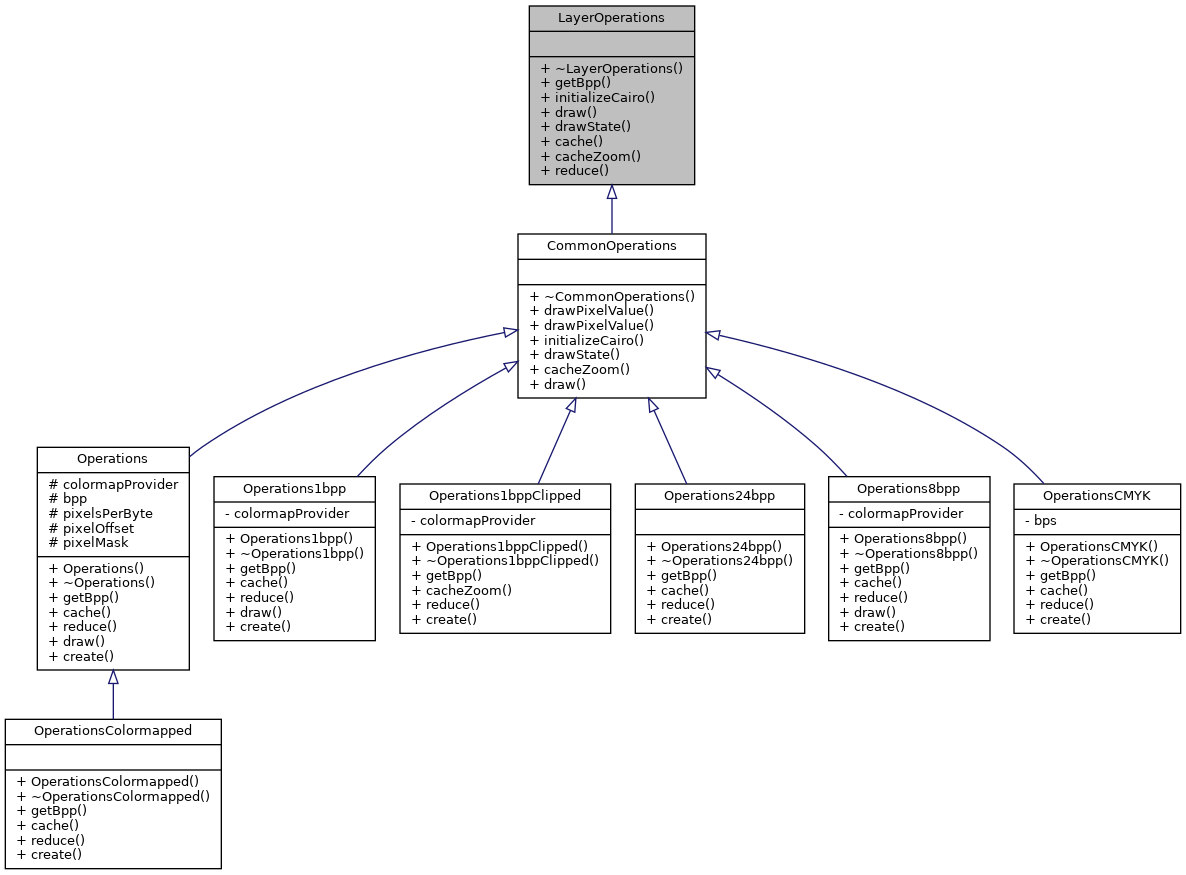 LayerOperations
+ ~LayerOperations()
+ getBpp()
+ initializeCairo()
+ draw()
+ drawState()
+ cache()
+ cacheZoom()
+ reduce()
CommonOperations
+ ~CommonOperations()
+ drawPixelValue()
+ drawPixelValue()
+ initializeCairo()
+ drawState()
+ cacheZoom()
+ draw()
Operations
# colormapProvider
# bpp
# pixelsPerByte
# pixelOffset
# pixelMask
+ Operations()
+ ~Operations()
+ getBpp()
+ cache()
+ reduce()
+ draw()
+ create()
Operations1bpp
- colormapProvider
+ Operations1bpp()
+ ~Operations1bpp()
+ getBpp()
+ cache()
+ reduce()
+ draw()
+ create()
Operations1bppClipped
- colormapProvider
+ Operations1bppClipped()
+ ~Operations1bppClipped()
+ getBpp()
+ cacheZoom()
+ reduce()
+ create()
Operations24bpp
+ Operations24bpp()
+ ~Operations24bpp()
+ getBpp()
+ cache()
+ reduce()
+ create()
Operations8bpp
- colormapProvider
+ Operations8bpp()
+ ~Operations8bpp()
+ getBpp()
+ cache()
+ reduce()
+ draw()
+ create()
OperationsCMYK
- bps
+ OperationsCMYK()
+ ~OperationsCMYK()
+ getBpp()
+ cache()
+ reduce()
+ create()
OperationsColormapped
+ OperationsColormapped()
+ ~OperationsColormapped()
+ getBpp()
+ cache()
+ reduce()
+ create()